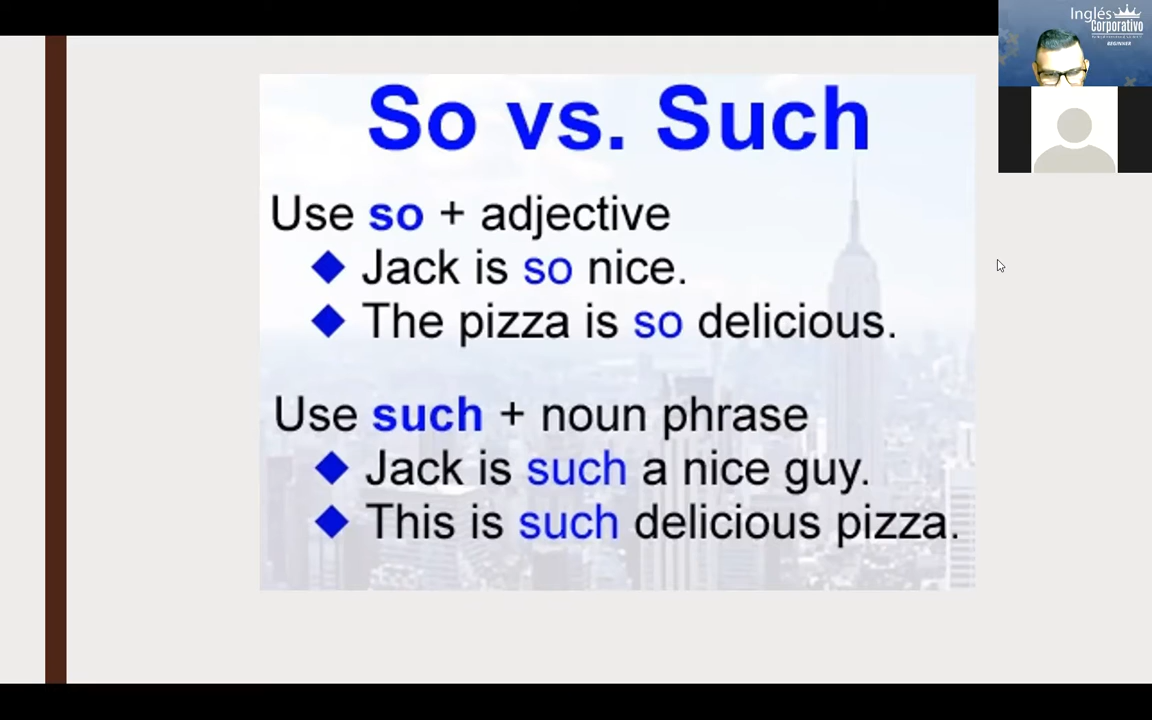 Inglés
Corporativo
BEGINNER
So vs. Such
Use so + adjective
Jack is so nice.
The pizza is so delicious.
Use such + noun phrase
Jack is such a nice guy.
This is such delicious pizza.